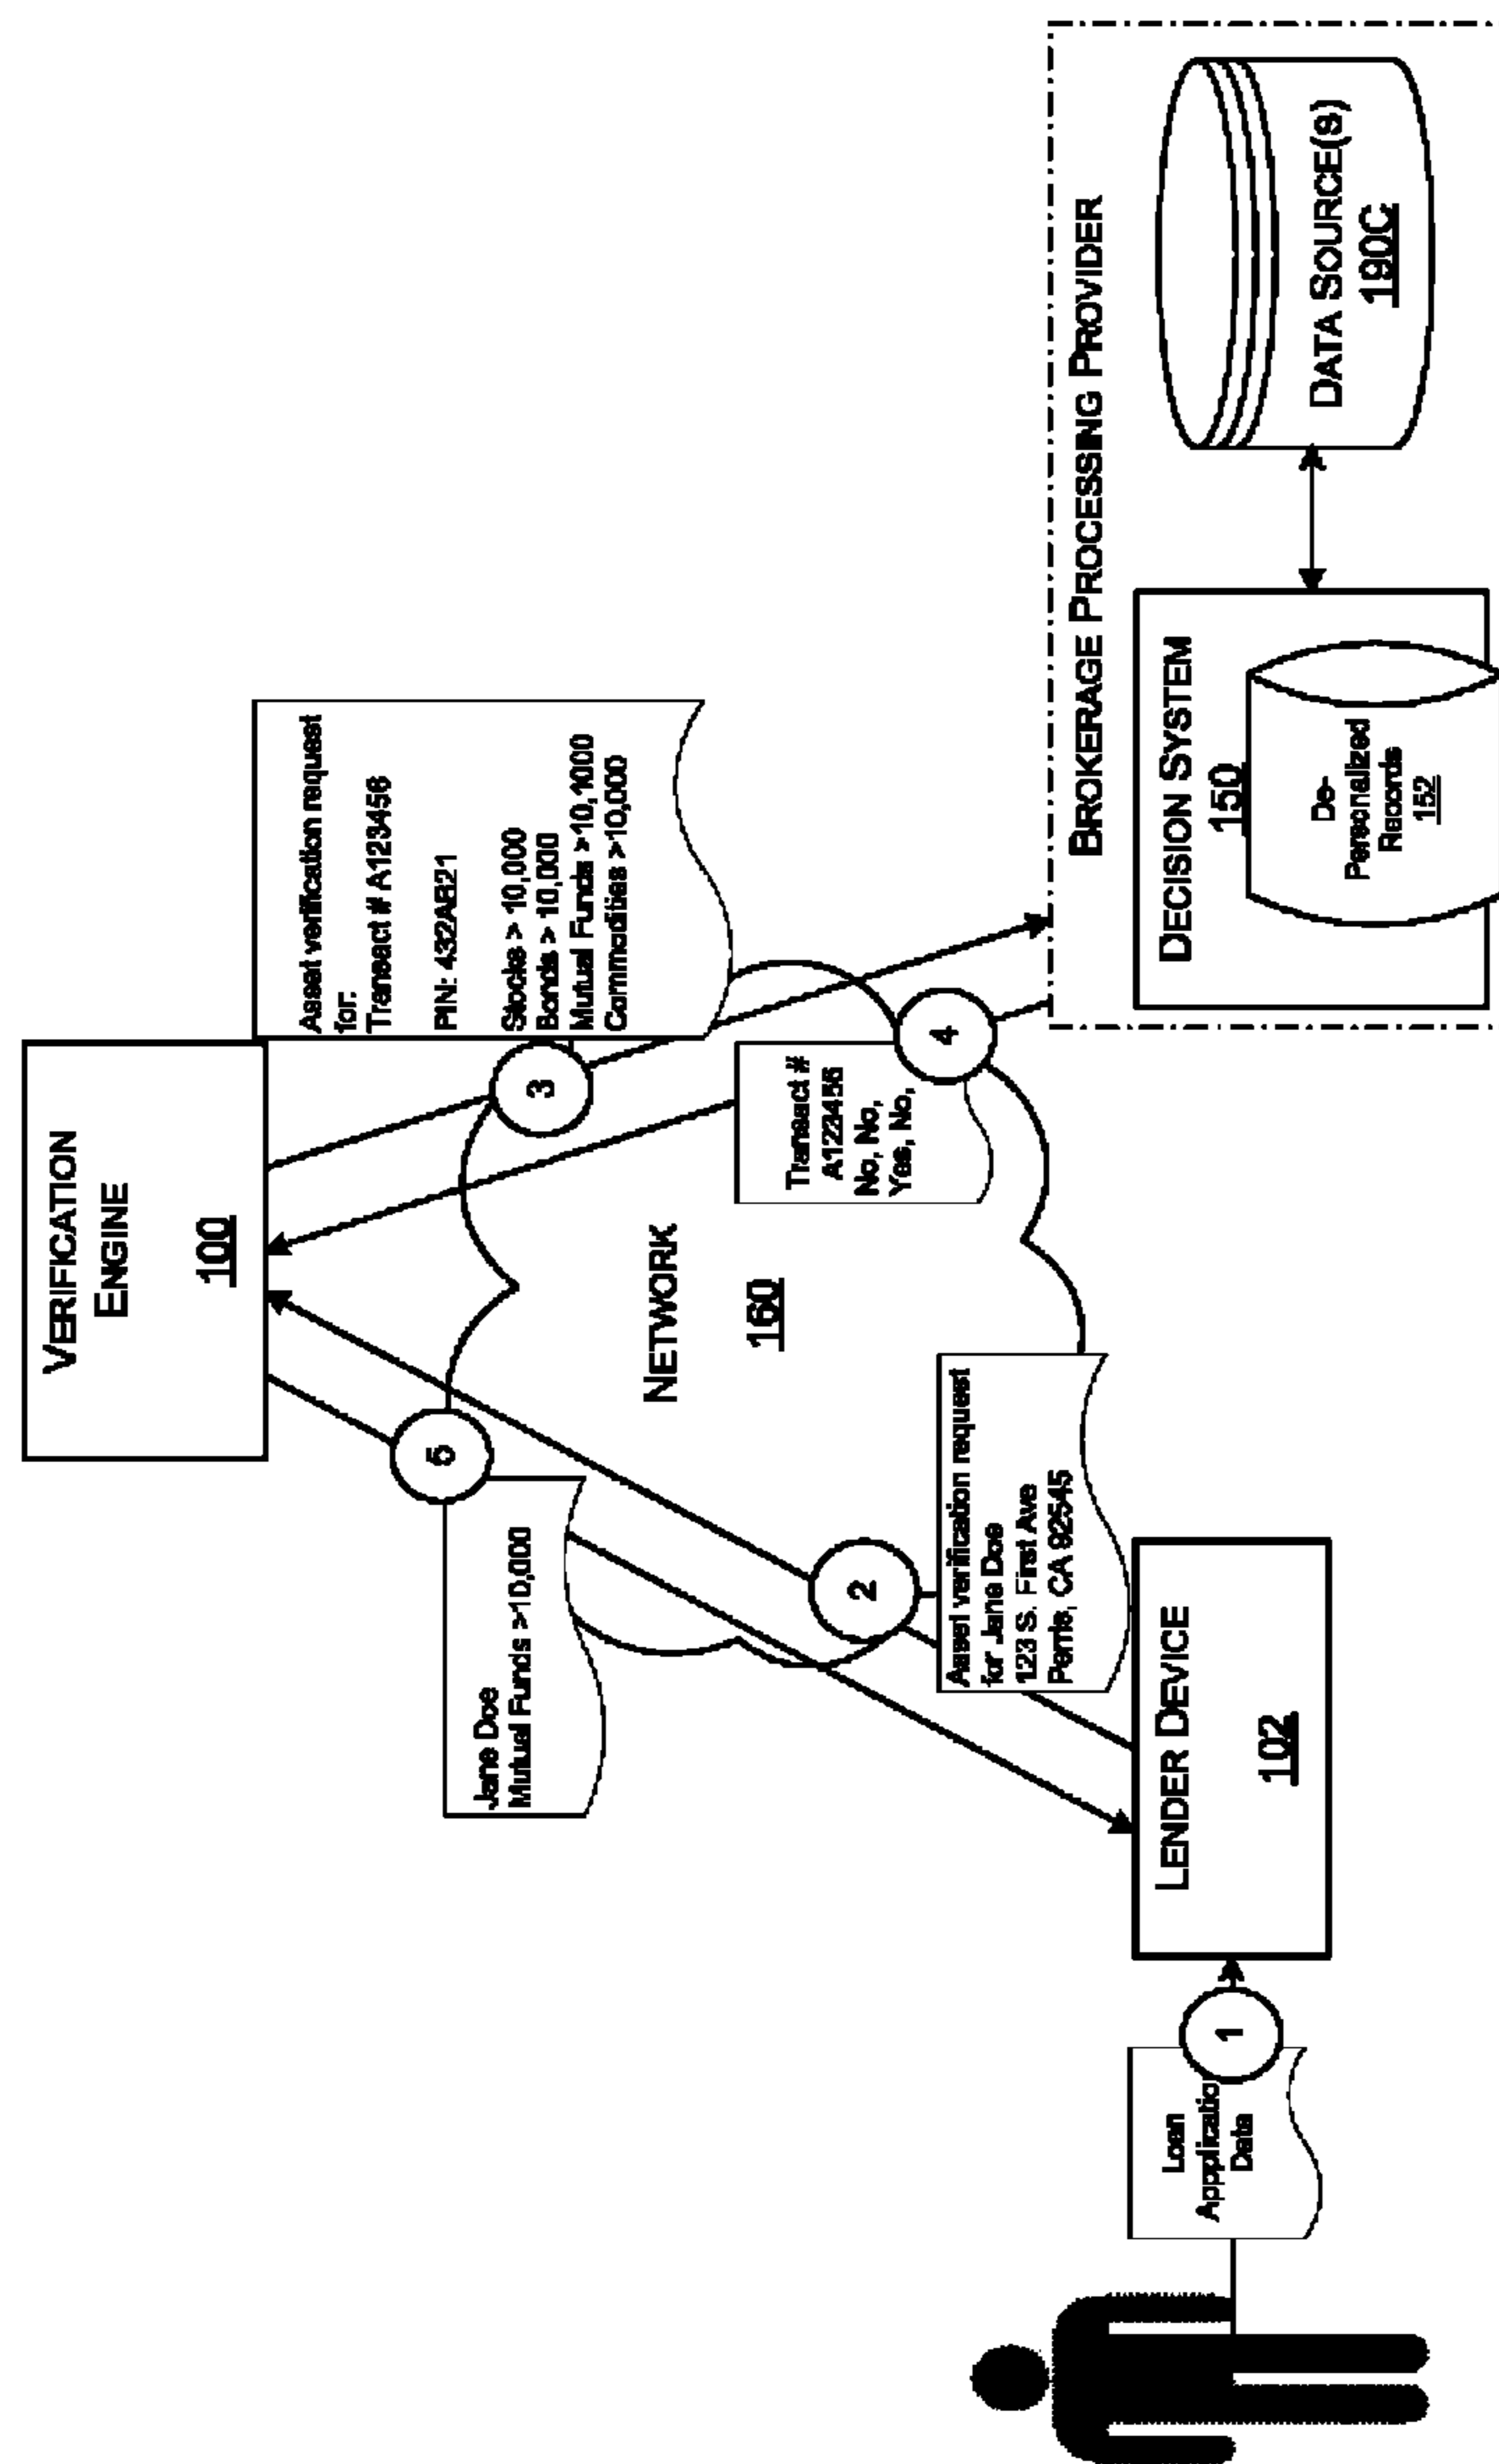 VERIFICATION
ENGINE
100
5
Jane Doe
Mutual Funds >10,000
3
Asset verification request
for:
Transact # A123456
PIN: 432AB21
Stocks > 10,000
Bonds > 10,000
Mutual Funds >10,1000
Commodities >10,000
NETWORK
160
4
Transact #
A123456
No, No,
Yes, No,
2
Asset verification request
for Jane Doe
123 S. First Ave
Perris, CA 92545
1
Loan
Application
Data
LENDER DEVICE
102
BROKERAGE PROCESSING PROVIDER
DECISION SYSTEM
150
De-
Personalized
Records
152
DATA SOURCE(S)
190C